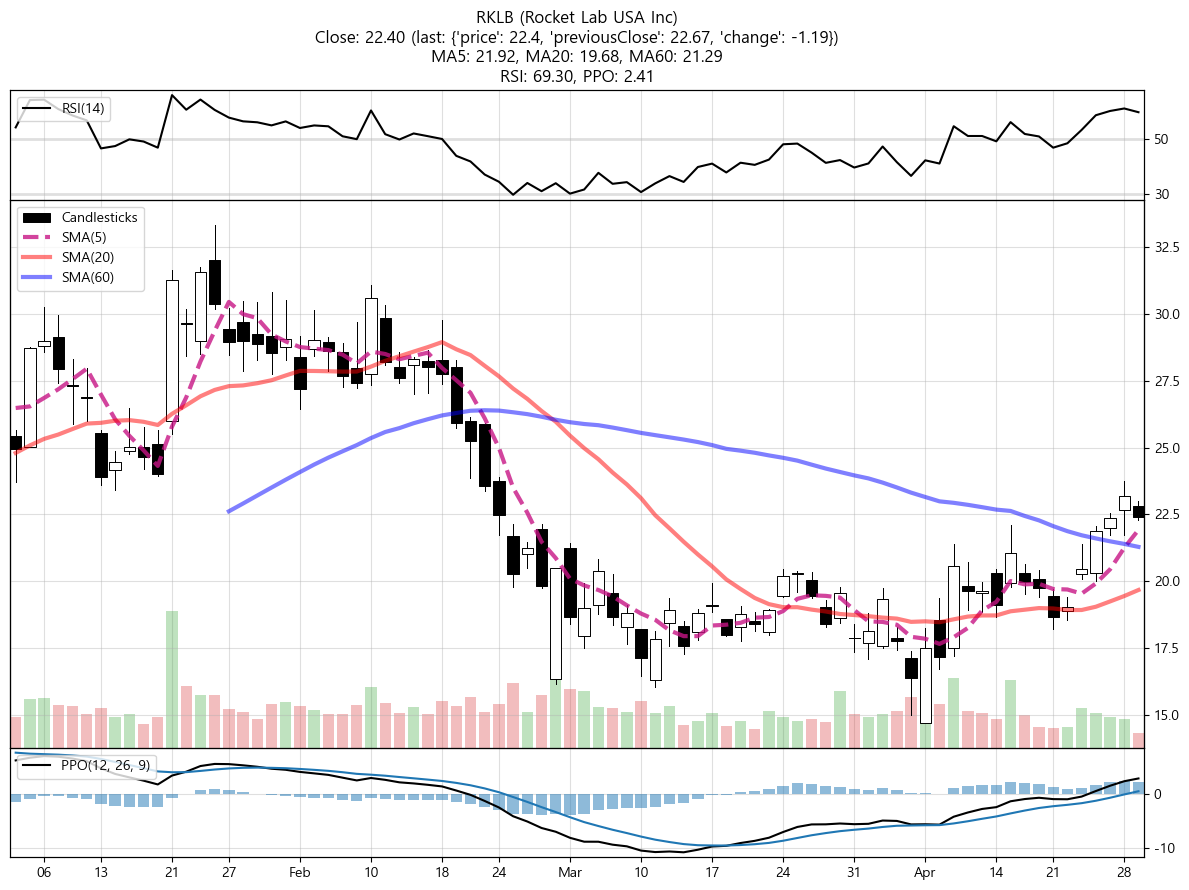 RKLB (Rocket Lab USA Inc)
Close: 22.40 (last: {'price': 22.4, 'previousClose': 22.67, 'change': -1.19})
MA5: 21.92, MA20: 19.68, MA60: 21.29
RSI: 69.30, PPO: 2.41
RSI(14)
50
30
Candlesticks
SMA(5)
SMA(20)
SMA(60)
32.5
30.0
27.5
25.0
22.5
20.0
17.5
15.0
PPO(12, 26, 9)
0
-10
06 13 21 27 Feb 10 18 24 Mar 10 17 24 31 Apr 14 21 28